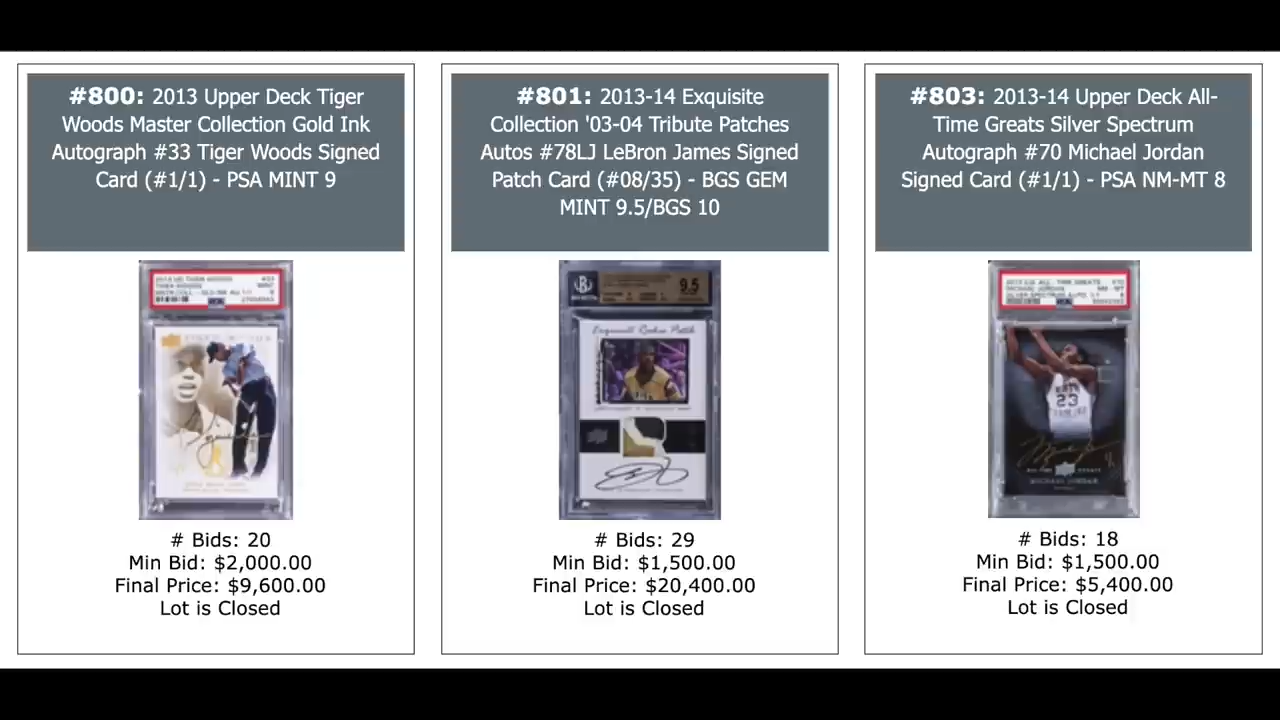 #800: 2013 Upper Deck Tiger
Woods Master Collection Gold Ink
Autograph #33 Tiger Woods Signed
Card (#1/1) - PSA MINT 9
# Bids: 20
Min Bid: $2,000.00
Final Price: $9,600.00
Lot is Closed
#801: 2013-14 Exquisite
Collection '03-04 Tribute Patches
Autos #78LJ LeBron James Signed
Patch Card (#08/35) - BGS GEM
MINT 9.5/BGS 10
9.5
# Bids: 29
Min Bid: $1,500.00
Final Price: $20,400.00
Lot is Closed
#803: 2013-14 Upper Deck All-
Time Greats Silver Spectrum
Autograph #70 Michael Jordan
Signed Card (#1/1) - PSA NM-MT 8
23
MICHAEL JORDAN
# Bids: 18
Min Bid: $1,500.00
Final Price: $5,400.00
Lot is Closed